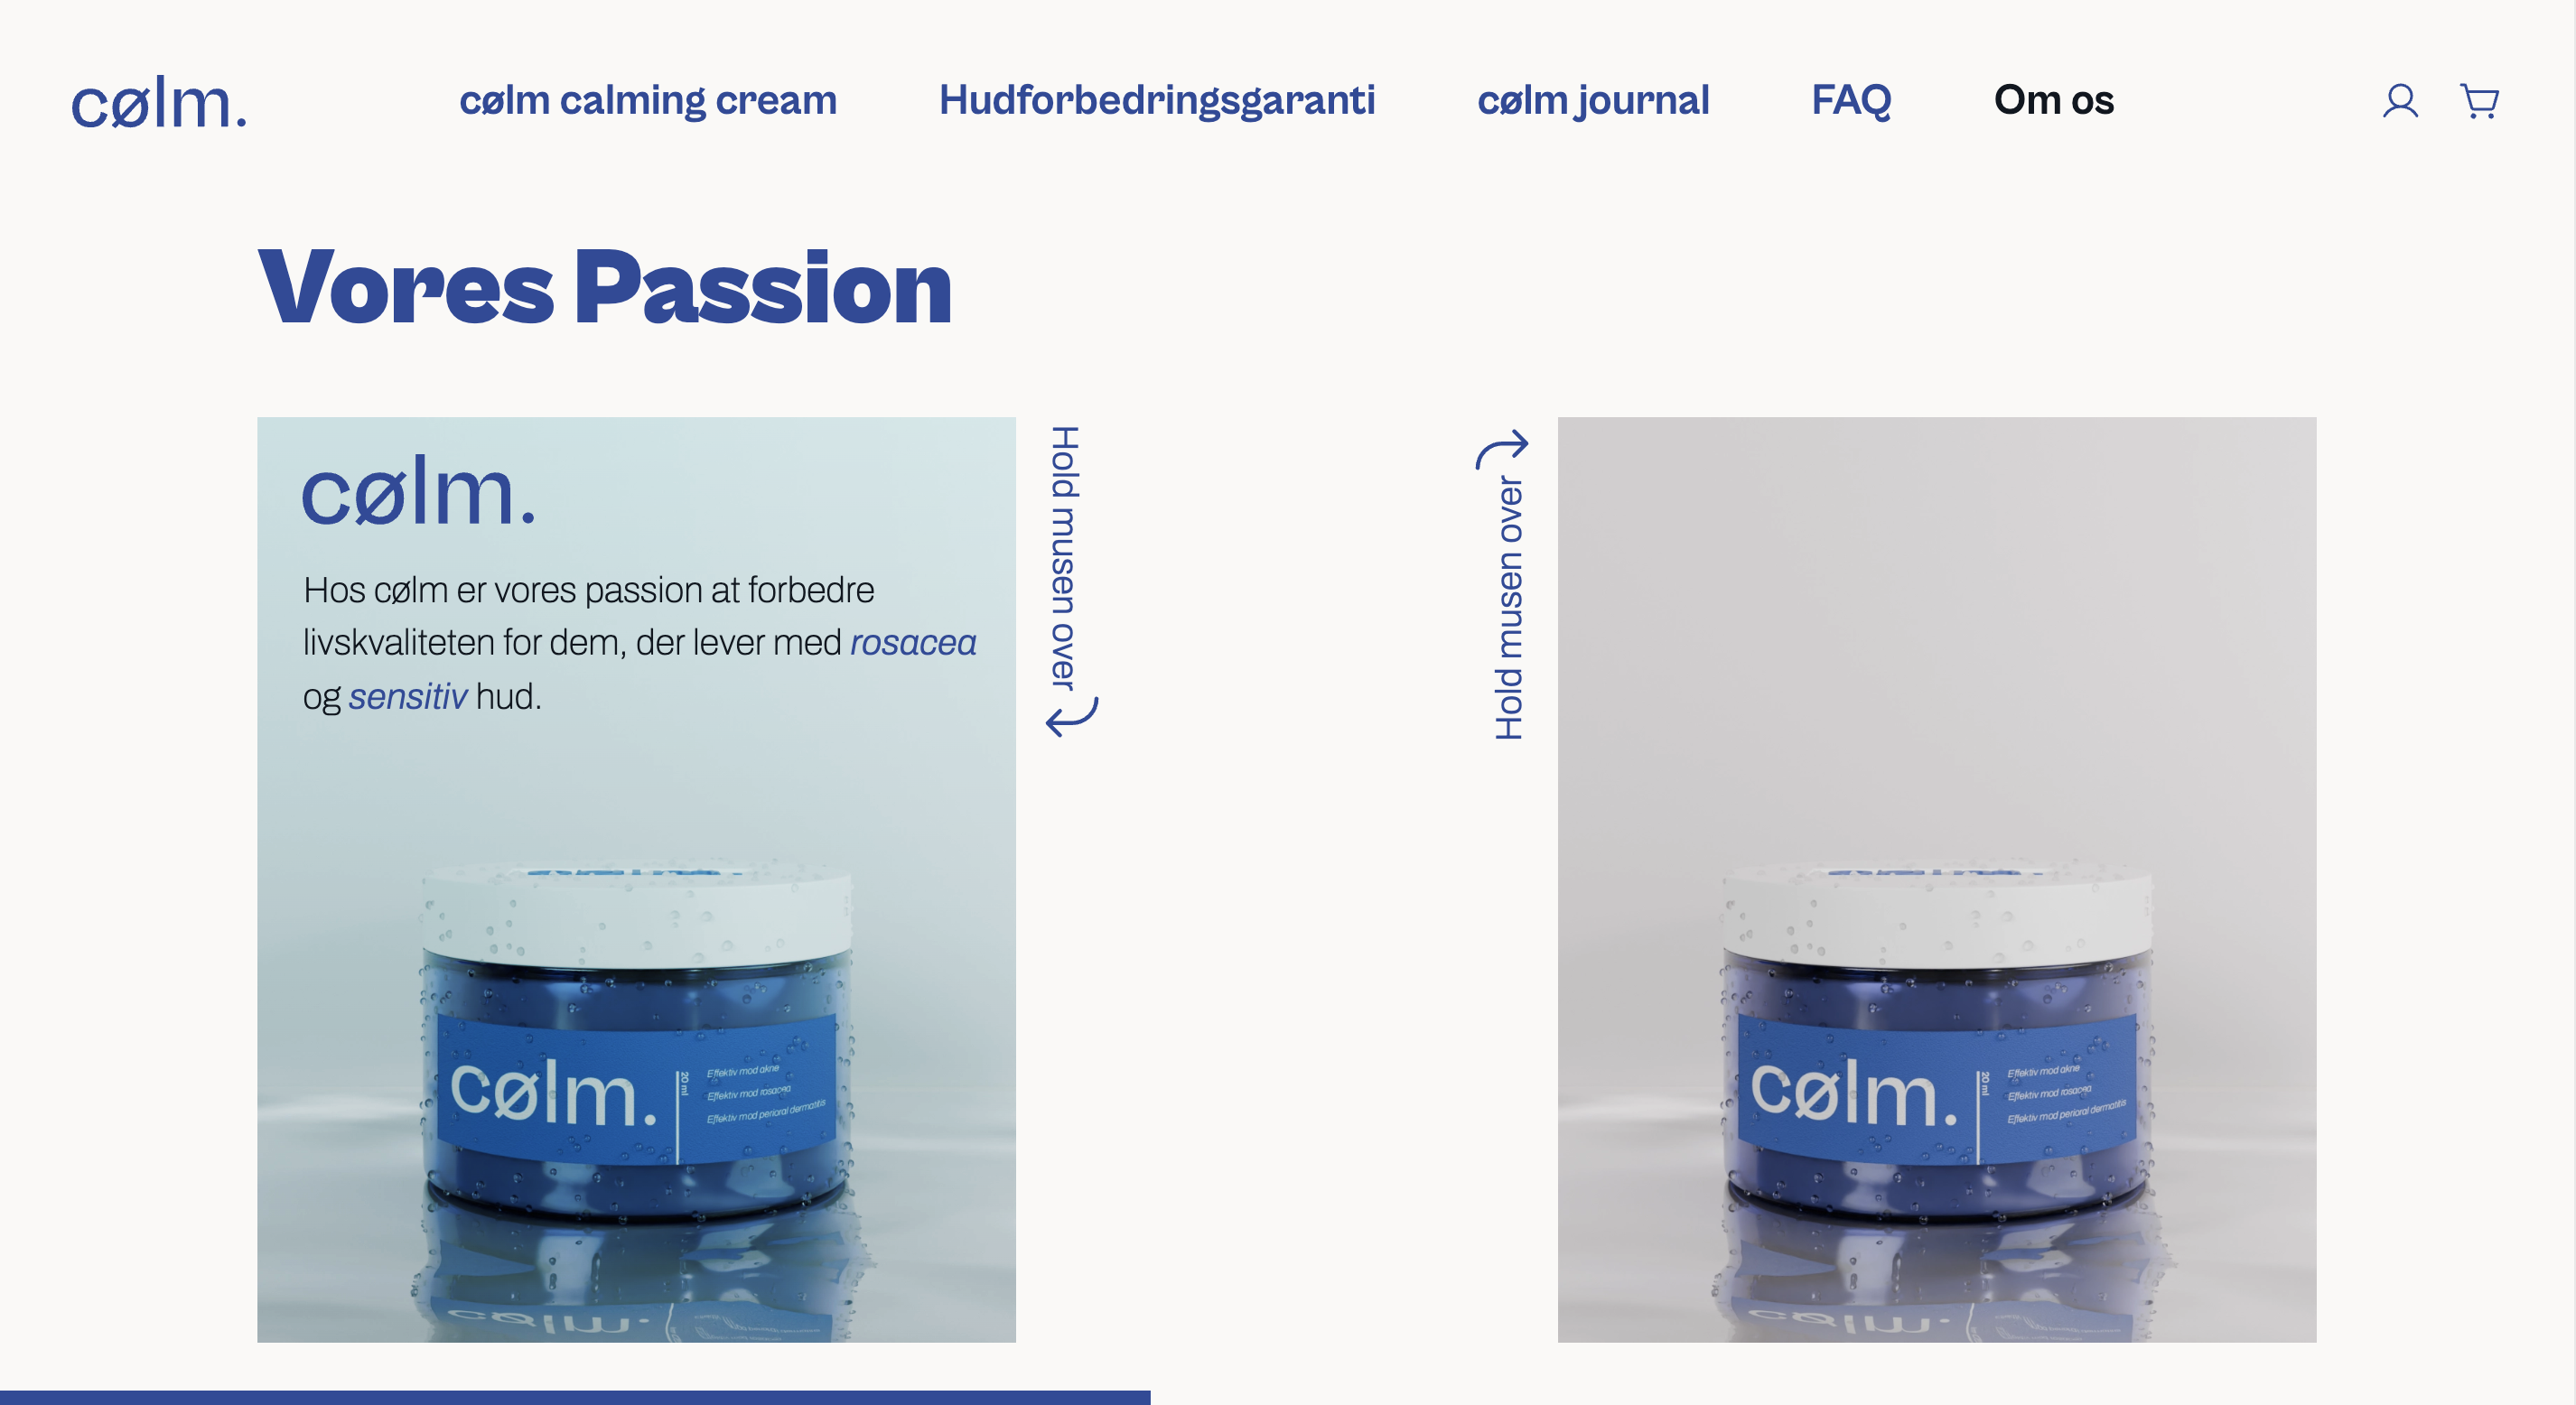 cølm.
cølm calming cream
Hudforbedringsgaranti
cølm journal
FAQ
Om os
Vores Passion
cølm.
Hos cølm er vores passion at forbedre
livskvaliteten for dem, der lever med rosacea
og sensitiv hud.
Hold musen over
Hold musen over
cølm.
20 ml
Effektiv mod akne
Effektiv mod rosacea
Effektiv mod perioral dermatitis
cølm.
20 ml
Effektiv mod akne
Effektiv mod rosacea
Effektiv mod perioral dermatitis